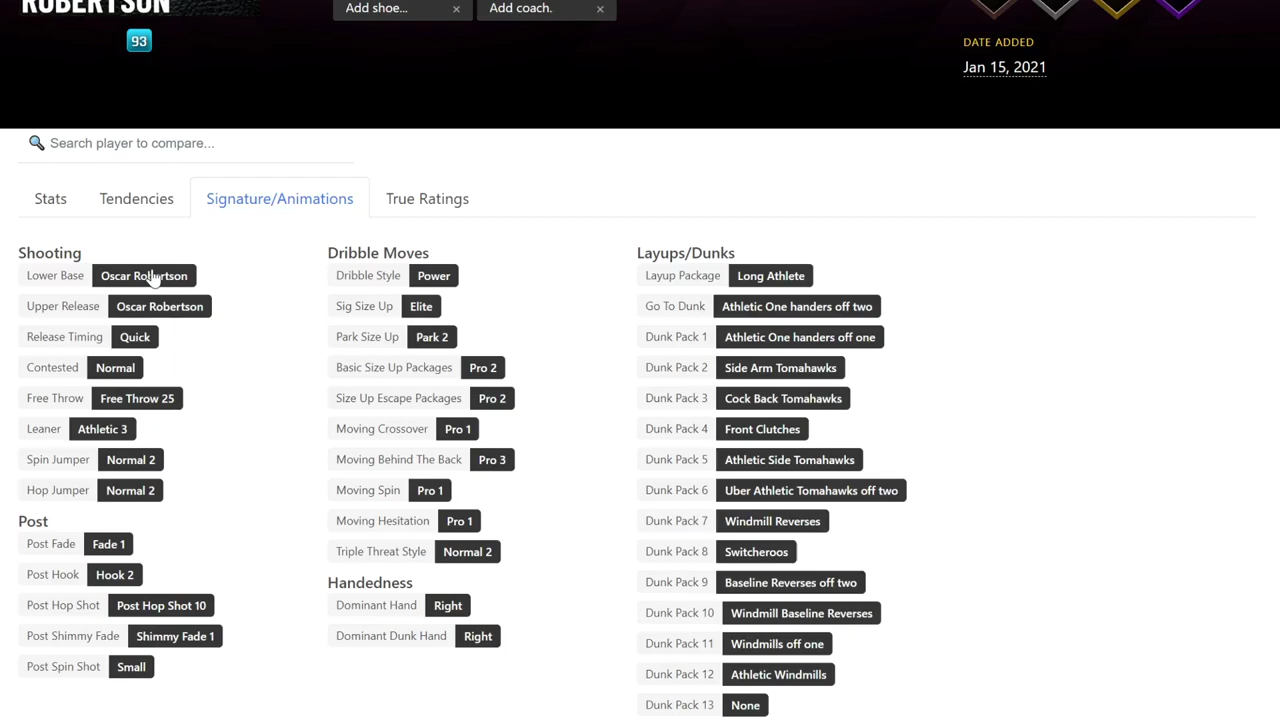 ROBERTSON
93
Add shoe... ×
Add coach. ×
DATE ADDED
Jan 15, 2021
Search player to compare...
Stats
Tendencies
Signature/Animations
True Ratings
Shooting
Lower Base Oscar Robertson
Upper Release Oscar Robertson
Release Timing Quick
Contested Normal
Free Throw Free Throw 25
Leaner Athletic 3
Spin Jumper Normal 2
Hop Jumper Normal 2
Post
Post Fade Fade 1
Post Hook Hook 2
Post Hop Shot Post Hop Shot 10
Post Shimmy Fade Shimmy Fade 1
Post Spin Shot Small
Dribble Moves
Dribble Style Power
Sig Size Up Elite
Park Size Up Park 2
Basic Size Up Packages Pro 2
Size Up Escape Packages Pro 2
Moving Crossover Pro 1
Moving Behind The Back Pro 3
Moving Spin Pro 1
Moving Hesitation Pro 1
Triple Threat Style Normal 2
Handedness
Dominant Hand Right
Dominant Dunk Hand Right
Layups/Dunks
Layup Package Long Athlete
Go To Dunk Athletic One handers off two
Dunk Pack 1 Athletic One handers off one
Dunk Pack 2 Side Arm Tomahawks
Dunk Pack 3 Cock Back Tomahawks
Dunk Pack 4 Front Clutches
Dunk Pack 5 Athletic Side Tomahawks
Dunk Pack 6 Uber Athletic Tomahawks off two
Dunk Pack 7 Windmill Reverses
Dunk Pack 8 Switcheroos
Dunk Pack 9 Baseline Reverses off two
Dunk Pack 10 Windmill Baseline Reverses
Dunk Pack 11 Windmills off one
Dunk Pack 12 Athletic Windmills
Dunk Pack 13 None